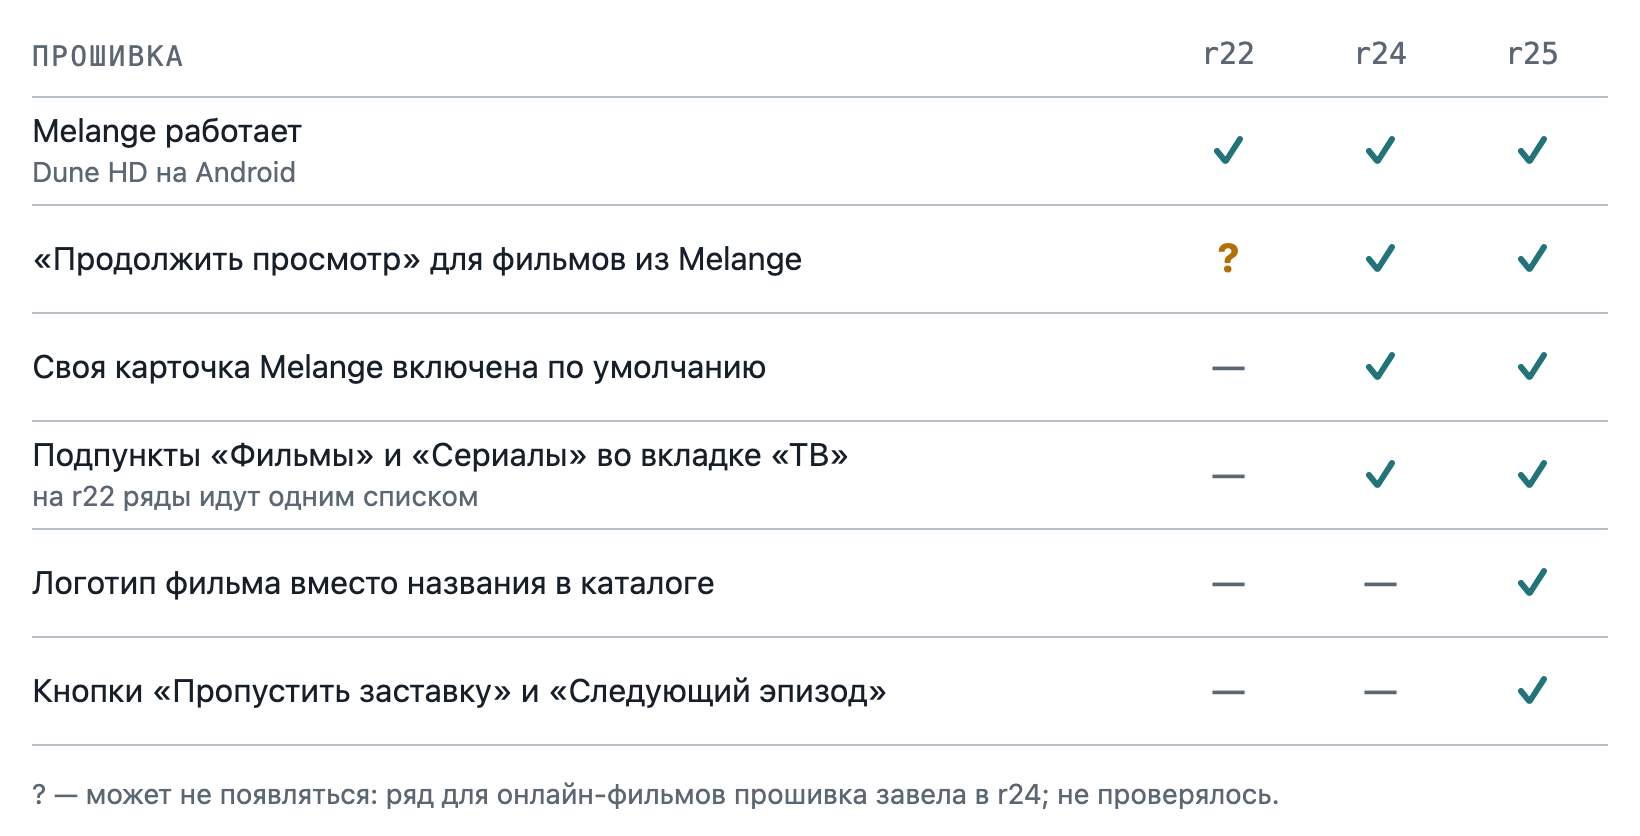 ПРОШИВКА r22 r24 r25
Melange работает ✓ ✓ ✓
Dune HD на Android
«Продолжить просмотр» для фильмов из Melange ? ✓ ✓
Своя карточка Melange включена по умолчанию — ✓ ✓
Подпункты «Фильмы» и «Сериалы» во вкладке «ТВ» — ✓ ✓
на r22 ряды идут одним списком
Логотип фильма вместо названия в каталоге — — ✓
Кнопки «Пропустить заставку» и «Следующий эпизод» — — ✓
? — может не появляться: ряд для онлайн-фильмов прошивка завела в r24; не проверялось.